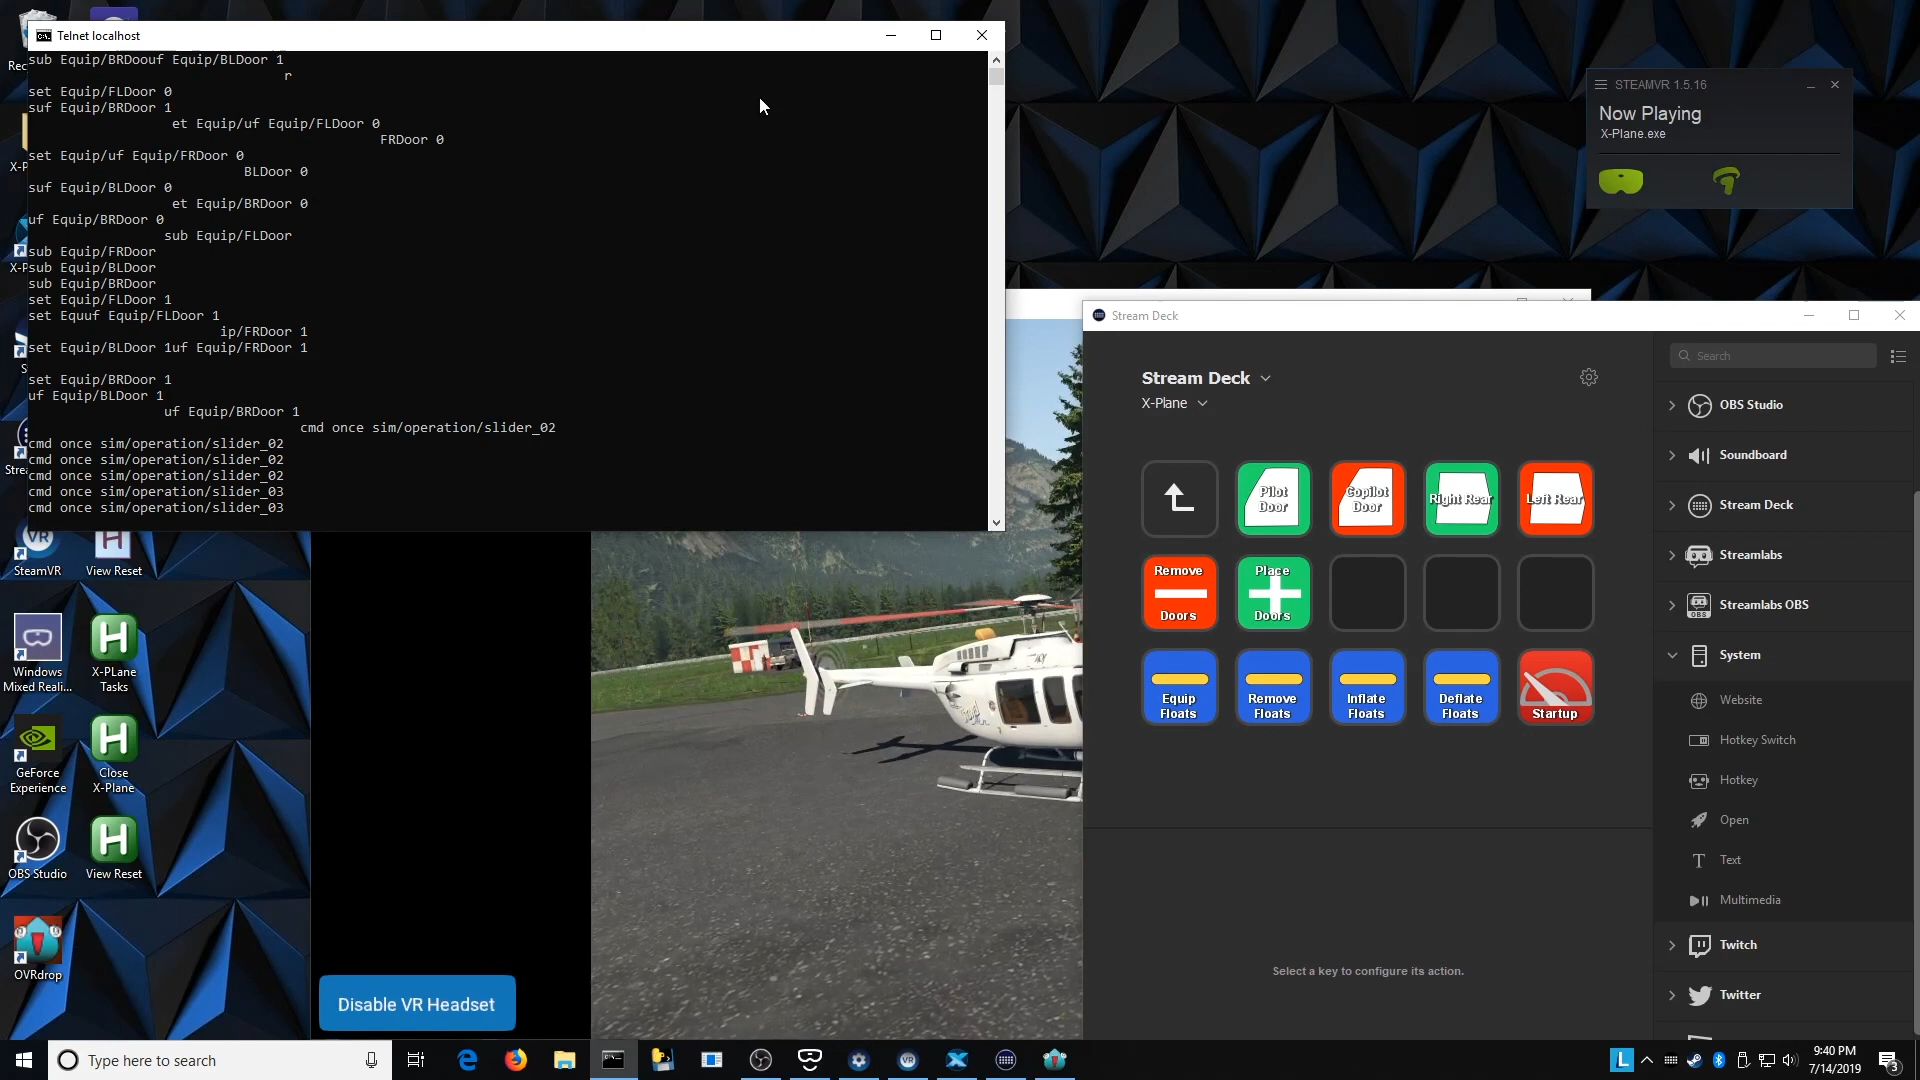 Telnet localhost
sub Equip/BRDoouf Equip/BLDoor 1
r
set Equip/FLDoor 0
suf Equip/BRDoor 1
et Equip/uf Equip/FLDoor 0
FRDoor 0
set Equip/uf Equip/FRDoor 0
BLDoor 0
suf Equip/BLDoor 0
et Equip/BRDoor 0
uf Equip/BRDoor 0
sub Equip/FLDoor
sub Equip/FRDoor
sub Equip/BLDoor
sub Equip/BRDoor
set Equip/FLDoor 1
set Equuf Equip/FLDoor 1
ip/FRDoor 1
set Equip/BLDoor 1uf Equip/FRDoor 1
set Equip/BRDoor 1
uf Equip/BLDoor 1
uf Equip/BRDoor 1
cmd once sim/operation/slider_02
cmd once sim/operation/slider_02
cmd once sim/operation/slider_02
cmd once sim/operation/slider_02
cmd once sim/operation/slider_03
cmd once sim/operation/slider_03
STEAMVR 1.5.16
Now Playing
X-Plane.exe
Stream Deck
Stream Deck
X-Plane
Pilot
Door
Copilot
Door
Right Rear
Left Rear
Remove
Doors
Place
Doors
Equip
Floats
Remove
Floats
Inflate
Floats
Deflate
Floats
Startup
Select a key to configure its action.
Search
OBS Studio
Soundboard
Stream Deck
Streamlabs
Streamlabs OBS
System
Website
Hotkey Switch
Hotkey
Open
Text
Multimedia
Twitch
Twitter
Rec
X-P
X-P
S
Strea
SteamVR
View Reset
Windows
Mixed Reali...
X-PLane
Tasks
GeForce
Experience
Close
X-Plane
OBS Studio
View Reset
OVRdrop
Disable VR Headset
Type here to search
L
9:40 PM
7/14/2019
3